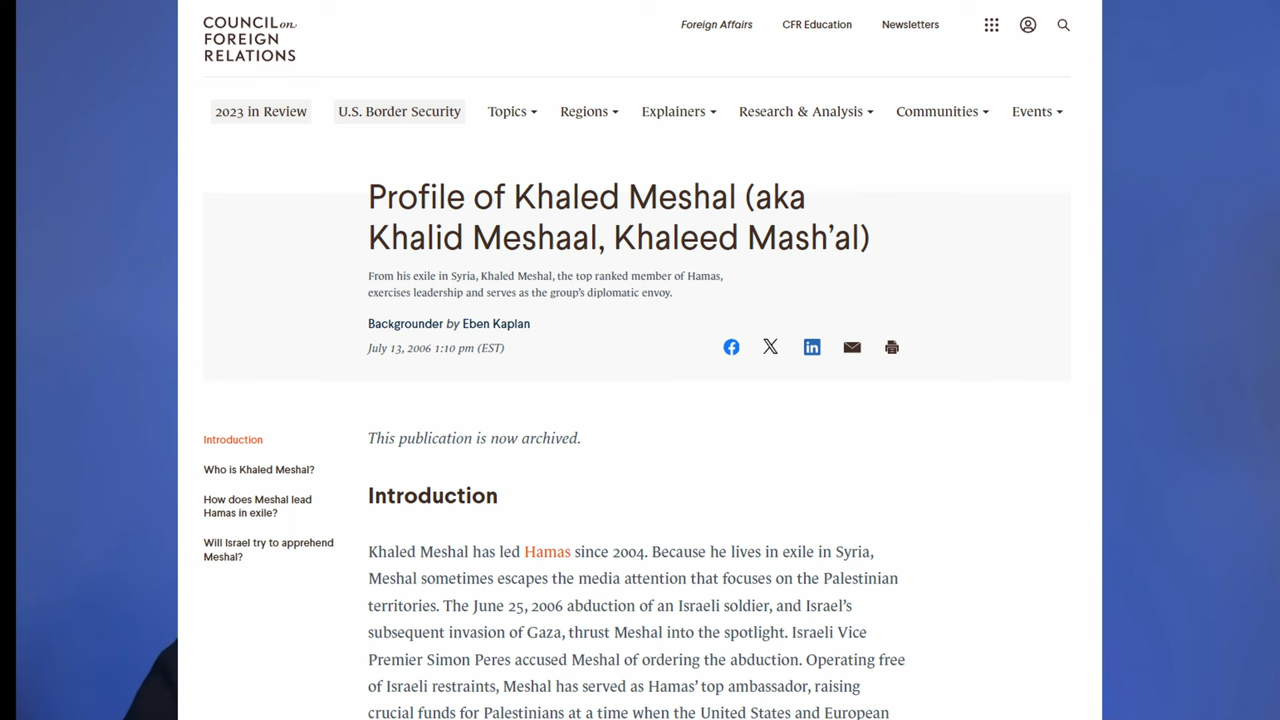 COUNCIL on
FOREIGN
RELATIONS
Foreign Affairs
CFR Education
Newsletters
2023 in Review
U.S. Border Security
Topics
Regions
Explainers
Research & Analysis
Communities
Events
Profile of Khaled Meshal (aka
Khalid Meshaal, Khaleed Mash’al)
From his exile in Syria, Khaled Meshal, the top ranked member of Hamas,
exercises leadership and serves as the group’s diplomatic envoy.
Backgrounder by Eben Kaplan
July 13, 2006 1:10 pm (EST)
Introduction
Who is Khaled Meshal?
How does Meshal lead
Hamas in exile?
Will Israel try to apprehend
Meshal?
This publication is now archived.
Introduction
Khaled Meshal has led Hamas since 2004. Because he lives in exile in Syria,
Meshal sometimes escapes the media attention that focuses on the Palestinian
territories. The June 25, 2006 abduction of an Israeli soldier, and Israel’s
subsequent invasion of Gaza, thrust Meshal into the spotlight. Israeli Vice
Premier Simon Peres accused Meshal of ordering the abduction. Operating free
of Israeli restraints, Meshal has served as Hamas’ top ambassador, raising
crucial funds for Palestinians at a time when the United States and European